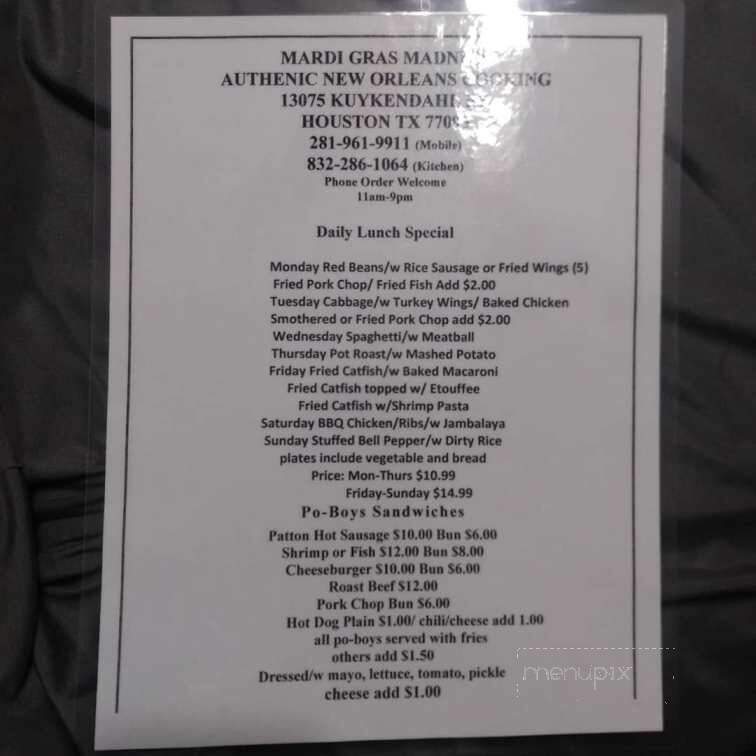 MARDI GRAS
AUTHENIC NEW ORLEANS COOKING
13075 KUYKENDAHL
HOUSTON TX
281-961-9911 (Mobile)
832-286-1064 (Kitchen)
Phone Order Welcome
11am-9pm
Daily Lunch Special
Monday Red Beans/w Rice Sausage or Fried Wings (5)
Fried Pork Chop/ Fried Fish Add $2.00
Tuesday Cabbage/w Turkey Wings/ Baked Chicken
Smothered or Fried Pork Chop add $2.00
Wednesday Spaghetti/w Meatball
Thursday Pot Roast/w Mashed Potato
Friday Fried Catfish/w Baked Macaroni
Fried Catfish topped w/ Etouffee
Fried Catfish w/Shrimp Pasta
Saturday BBQ Chicken/Ribs/w Jambalaya
Sunday Stuffed Bell Pepper/w Dirty Rice
plates include vegetable and bread
Price: Mon-Thurs $10.99
Friday-Sunday $14.99
Po-Boys Sandwiches
Patton Hot Sausage $10.00 Bun $6.00
Shrimp or Fish $12.00 Bun $8.00
Cheeseburger $10.00 Bun $6.00
Roast Beef $12.00
Pork Chop Bun $6.00
Hot Dog Plain $1.00/ chili/cheese add 1.00
all po-boys served with fries
others add $1.50
Dressed/w mayo, lettuce, tomato, pickle
cheese add $1.00
menupix